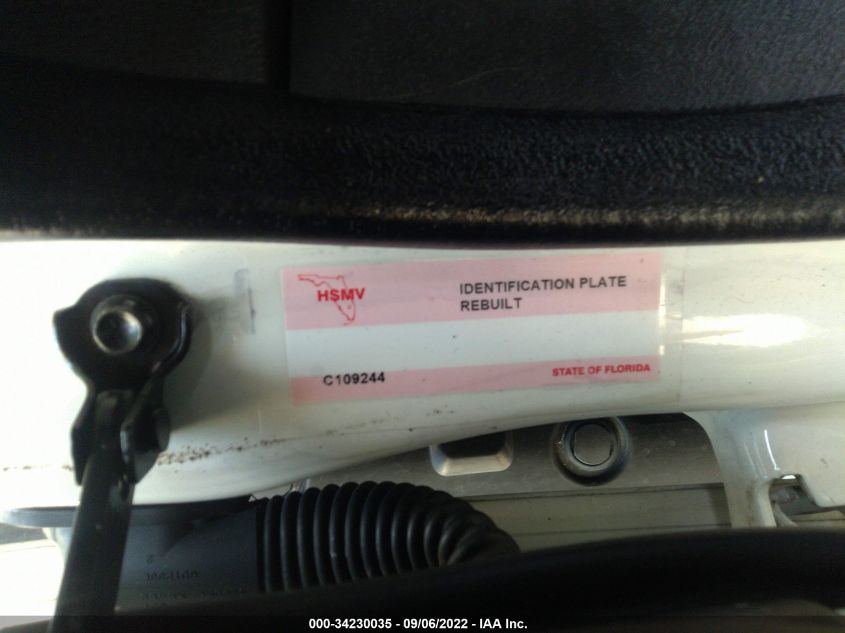 HSMV
IDENTIFICATION PLATE
REBUILT
C109244
STATE OF FLORIDA
000-34230035 - 09/06/2022 - IAA Inc.